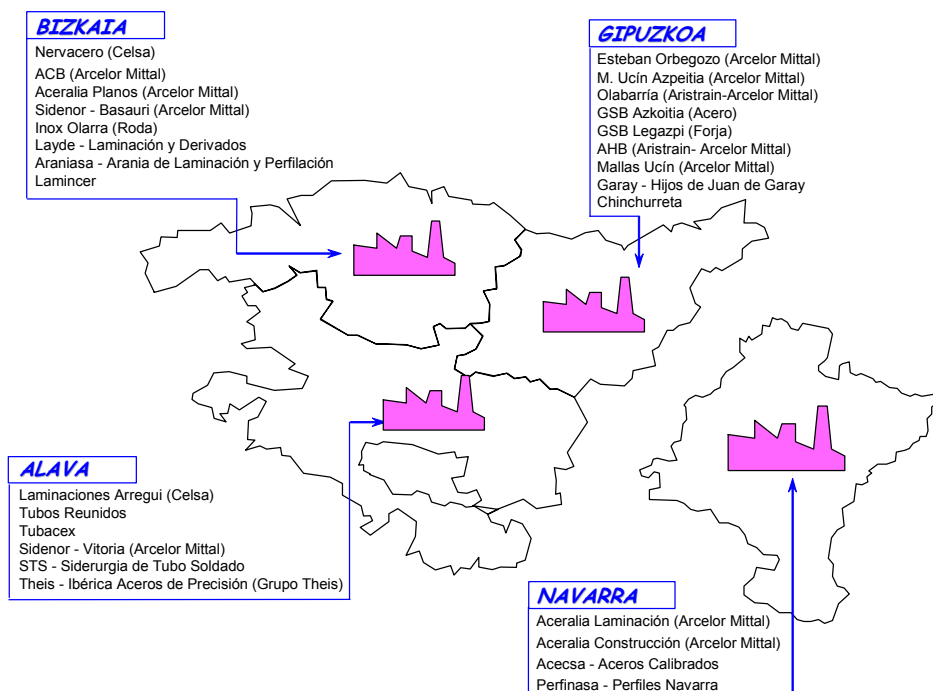 BIZKAIA
Nervacero (Celsa)
ACB (Arcelor Mittal)
Aceralia Planos (Arcelor Mittal)
Sidenor - Basauri (Arcelor Mittal)
Inox Olarra (Roda)
Layde - Laminación y Derivados
Araniasa - Arania de Laminación y Perfilación
Lamincer
GIPUZKOA
Esteban Orbegozo (Arcelor Mittal)
M. Ucín Azpeitia (Arcelor Mittal)
Olabarría (Aristrain-Arcelor Mittal)
GSB Azkoitia (Acero)
GSB Legazpi (Forja)
AHB (Aristrain- Arcelor Mittal)
Mallas Ucín (Arcelor Mittal)
Garay - Hijos de Juan de Garay
Chinchurreta
ALAVA
Laminaciones Arregui (Celsa)
Tubos Reunidos
Tubacex
Sidenor - Vitoria (Arcelor Mittal)
STS - Siderurgia de Tubo Soldado
Theis - Ibérica Aceros de Precisión (Grupo Theis)
NAVARRA
Aceralia Laminación (Arcelor Mittal)
Aceralia Construcción (Arcelor Mittal)
Acecsa - Aceros Calibrados
Perfinasa - Perfiles Navarra